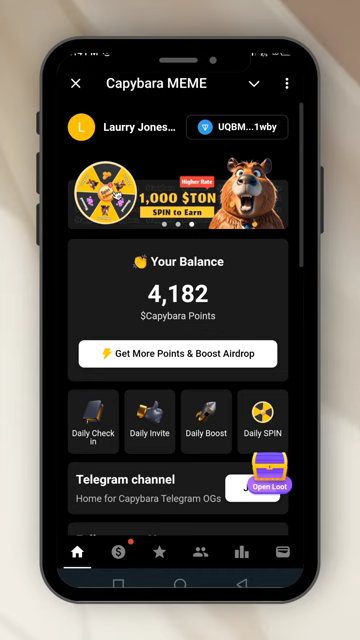 Capybara MEME
L
Laurry Jones...
UQBM...1wby
Higher Rate
1,000 $TON
SPIN to Earn
👏 Your Balance
4,182
$Capybara Points
⚡ Get More Points & Boost Airdrop
Daily Check
in
Daily Invite
Daily Boost
Daily SPIN
Telegram channel
Home for Capybara Telegram OGs
Open Loot